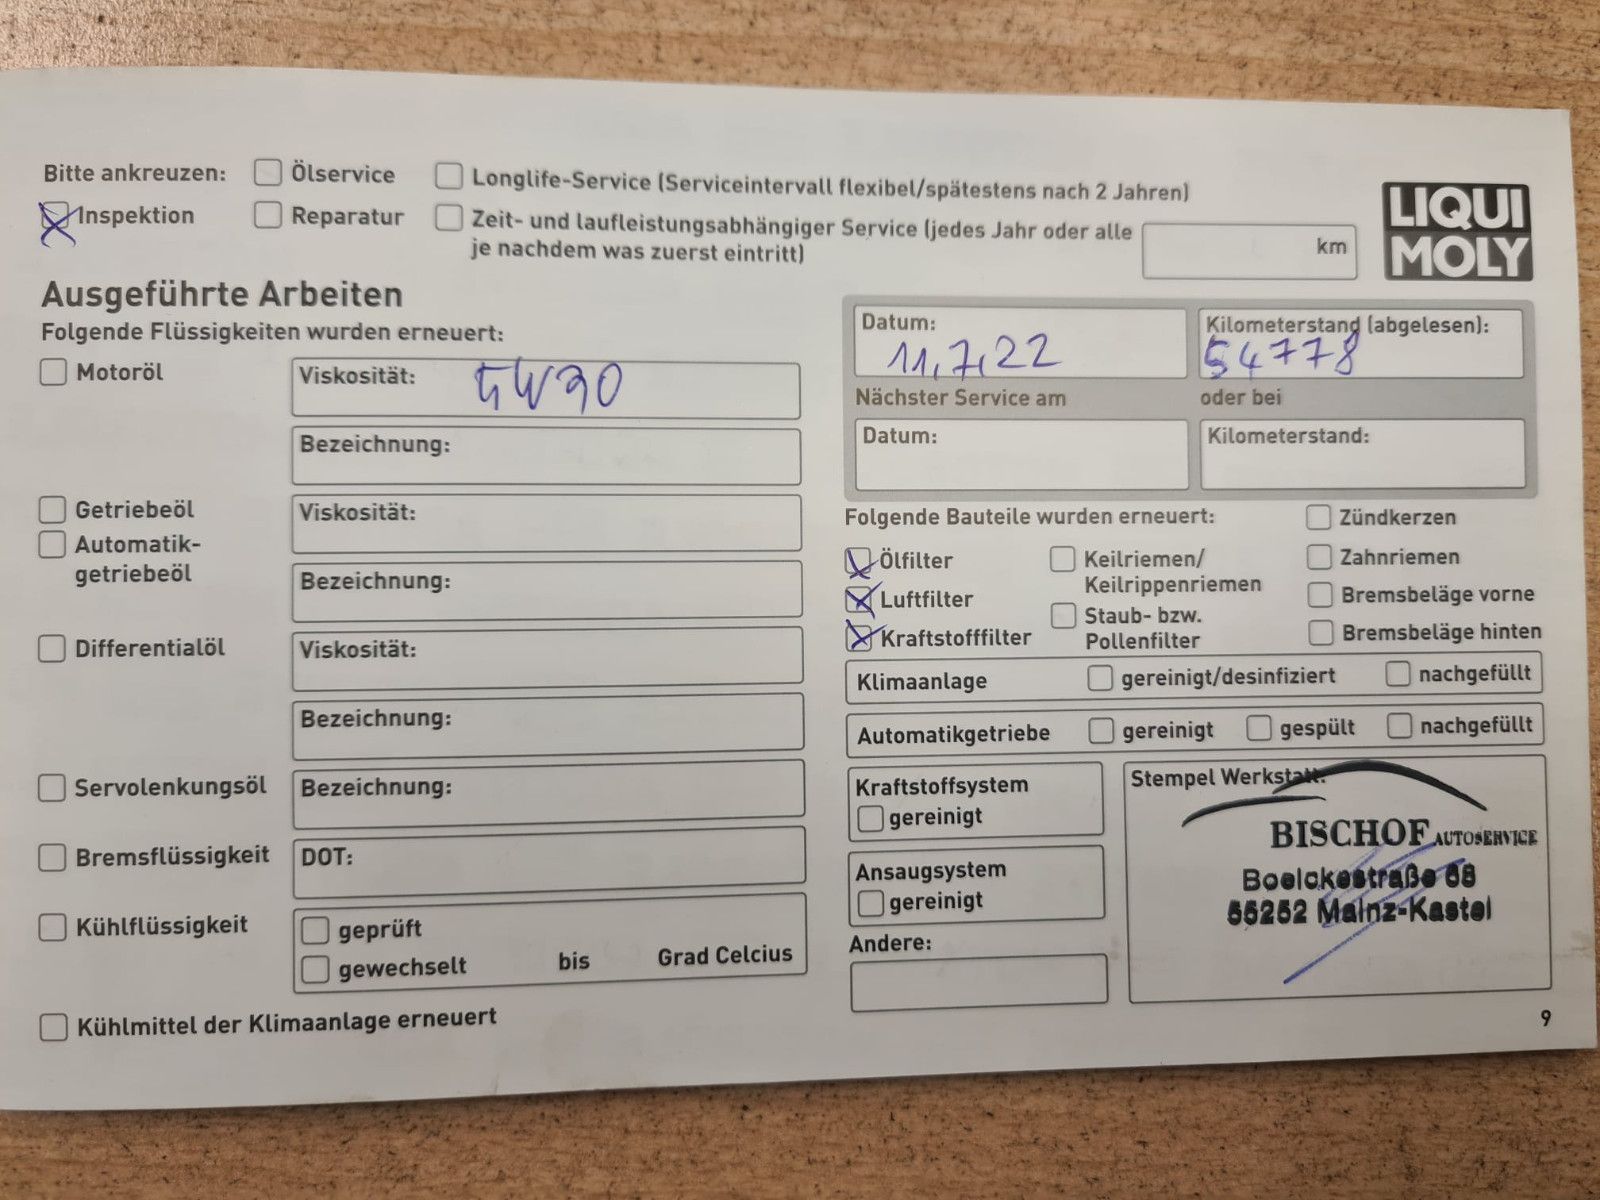 Bitte ankreuzen:
Ölservice
Longlife-Service (Serviceintervall flexibel/spätestens nach 2 Jahren)
Inspektion
Reparatur
Zeit- und laufleistungsabhängiger Service (jedes Jahr oder alle
je nachdem was zuerst eintritt)
km
LIQUI
MOLY
Ausgeführte Arbeiten
Folgende Flüssigkeiten wurden erneuert:
Motoröl
Viskosität: 5W30
Bezeichnung:
Getriebeöl
Viskosität:
Automatik-
getriebeöl
Bezeichnung:
Differentialöl
Viskosität:
Bezeichnung:
Servolenkungsöl
Bezeichnung:
Bremsflüssigkeit
DOT:
Kühlflüssigkeit
geprüft
gewechselt bis Grad Celcius
Kühlmittel der Klimaanlage erneuert
Datum:
11.7.22
Kilometerstand (abgelesen):
54778
Nächster Service am
oder bei
Datum:
Kilometerstand:
Folgende Bauteile wurden erneuert:
Zündkerzen
Ölfilter
Keilriemen/
Keilrippenriemen
Zahnriemen
Luftfilter
Staub- bzw.
Pollenfilter
Bremsbeläge vorne
Kraftstofffilter
Bremsbeläge hinten
Klimaanlage
gereinigt/desinfiziert
nachgefüllt
Automatikgetriebe
gereinigt
gespült
nachgefüllt
Kraftstoffsystem
gereinigt
Ansaugsystem
gereinigt
Andere:
Stempel Werkstatt:
BISCHOF AUTOSERVICE
Boelckestraße 68
55252 Mainz-Kastel
9